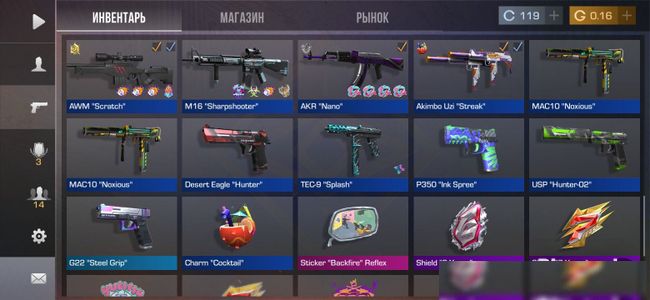 ИНВЕНТАРЬ МАГАЗИН РЫНОК 119 + 0.16 +
AWM "Scratch" M16 "Sharpshooter" AKR "Nano" Akimbo Uzi "Streak" MAC10 "Noxious"
MAC10 "Noxious" Desert Eagle "Hunter" TEC-9 "Splash" P350 "Ink Spree" USP "Hunter-02"
3
14
G22 "Steel Grip" Charm "Cocktail" Sticker "Backfire" Reflex